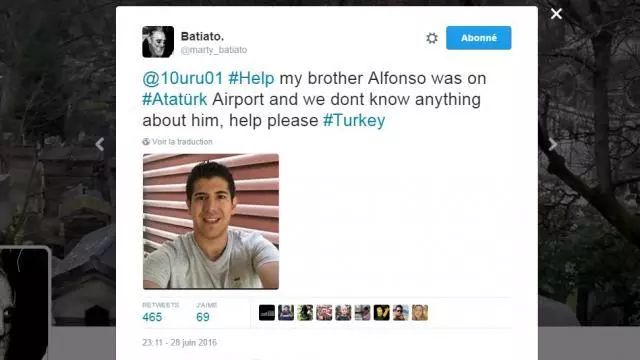 Batiato.
@marty_batiato
Abonné
@10uru01 #Help my brother Alfonso was on
#Atatürk Airport and we dont know anything
about him, help please #Turkey
Voir la traduction
RETWEETS
J'AIME
465
69
23:11 - 28 juin 2016